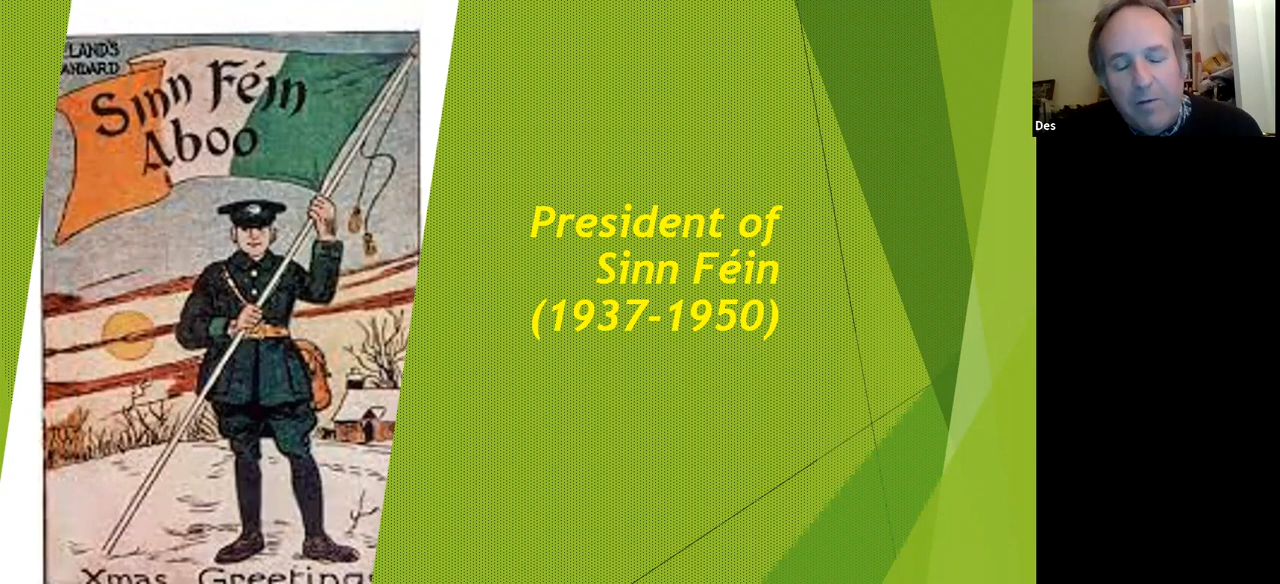 LAND'S
ANDARD
Sinn Féin
Aboo
Xmas Greetings
President of
Sinn Féin
(1937-1950)
Des